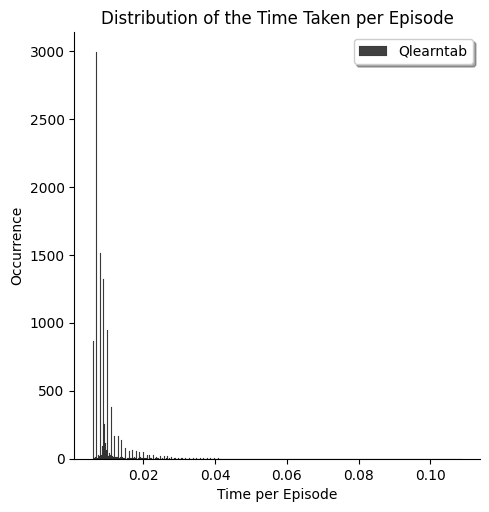 Distribution of the Time Taken per Episode
Qlearntab
3000
2500
2000
1500
1000
500
0
Occurrence
0.02 0.04 0.06 0.08 0.10
Time per Episode